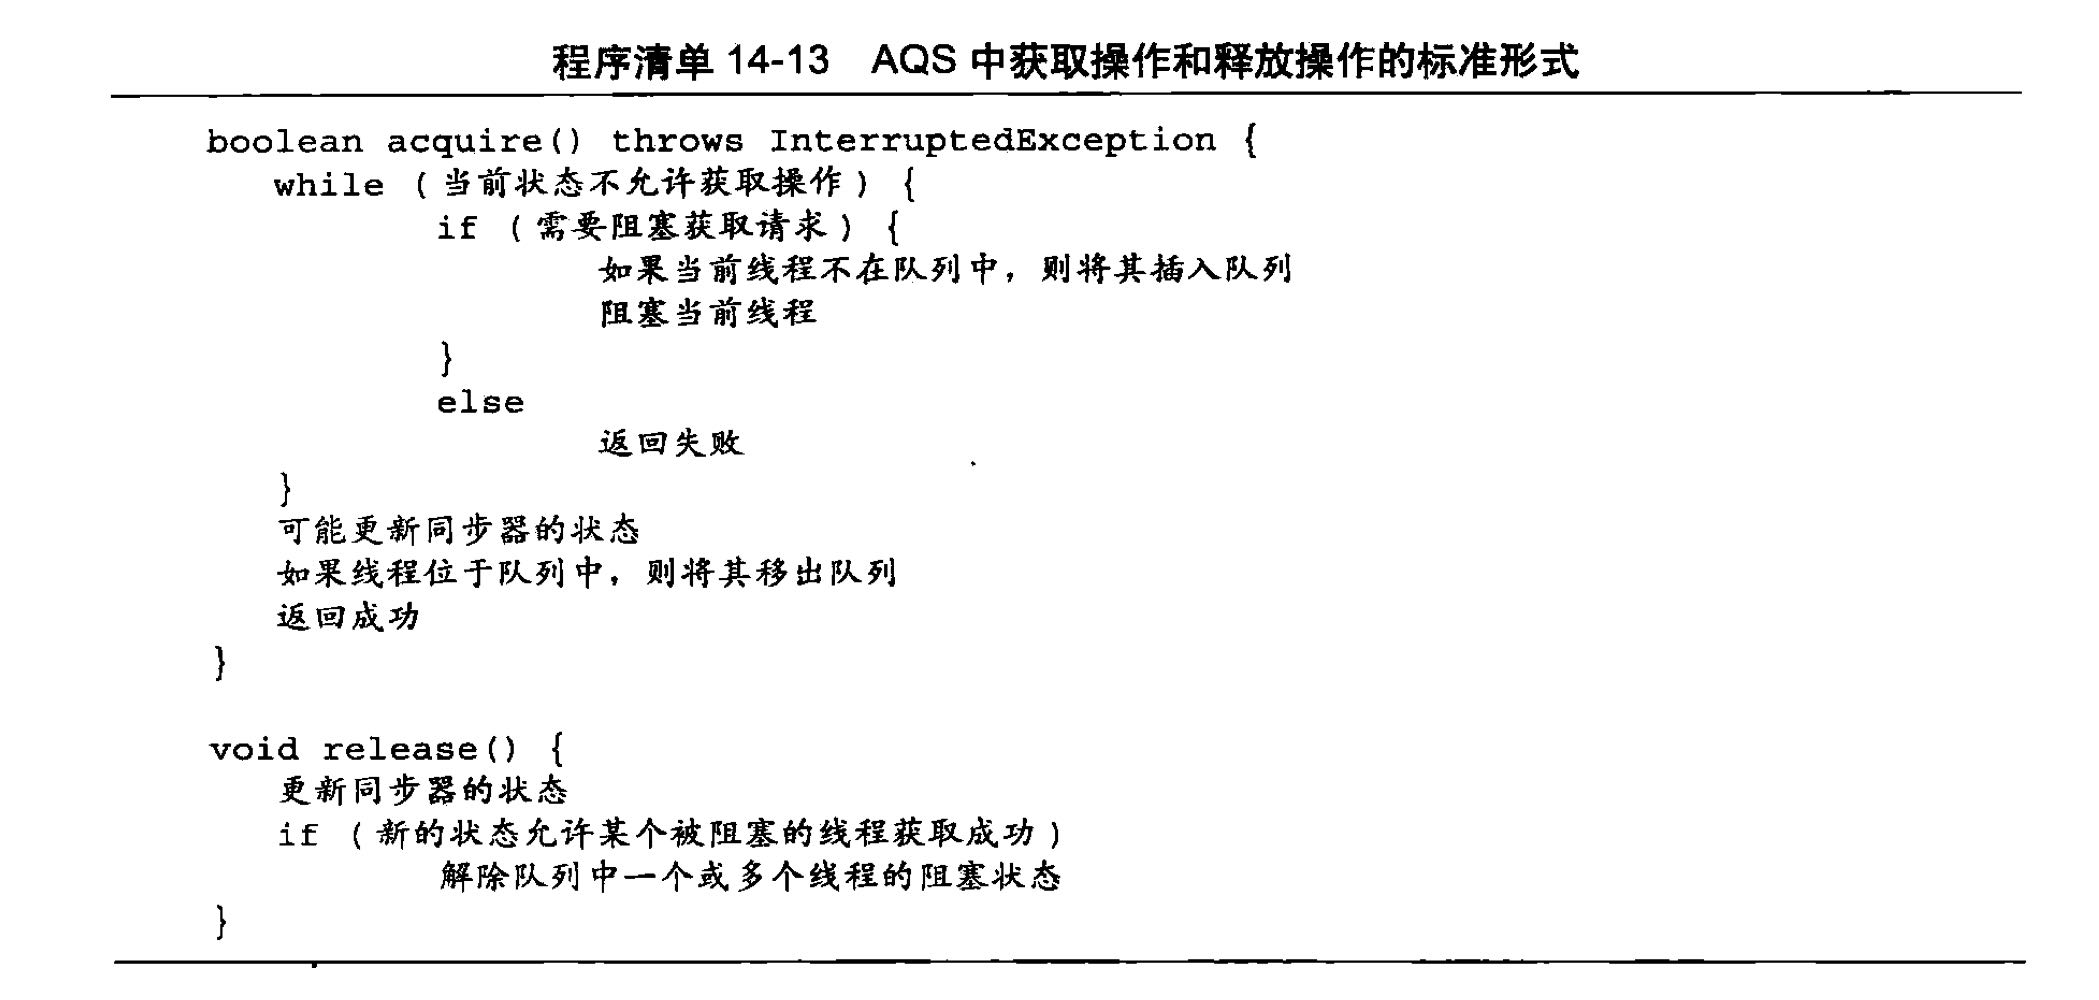 程序清单 14-13 AQS 中获取操作和释放操作的标准形式
boolean acquire() throws InterruptedException {
while (当前状态不允许获取操作) {
if (需要阻塞获取请求) {
如果当前线程不在队列中，则将其插入队列
阻塞当前线程
}
else
返回失败
}
可能更新同步器的状态
如果线程位于队列中，则将其移出队列
返回成功
}
void release() {
更新同步器的状态
if (新的状态允许某个被阻塞的线程获取成功)
解除队列中一个或多个线程的阻塞状态
}